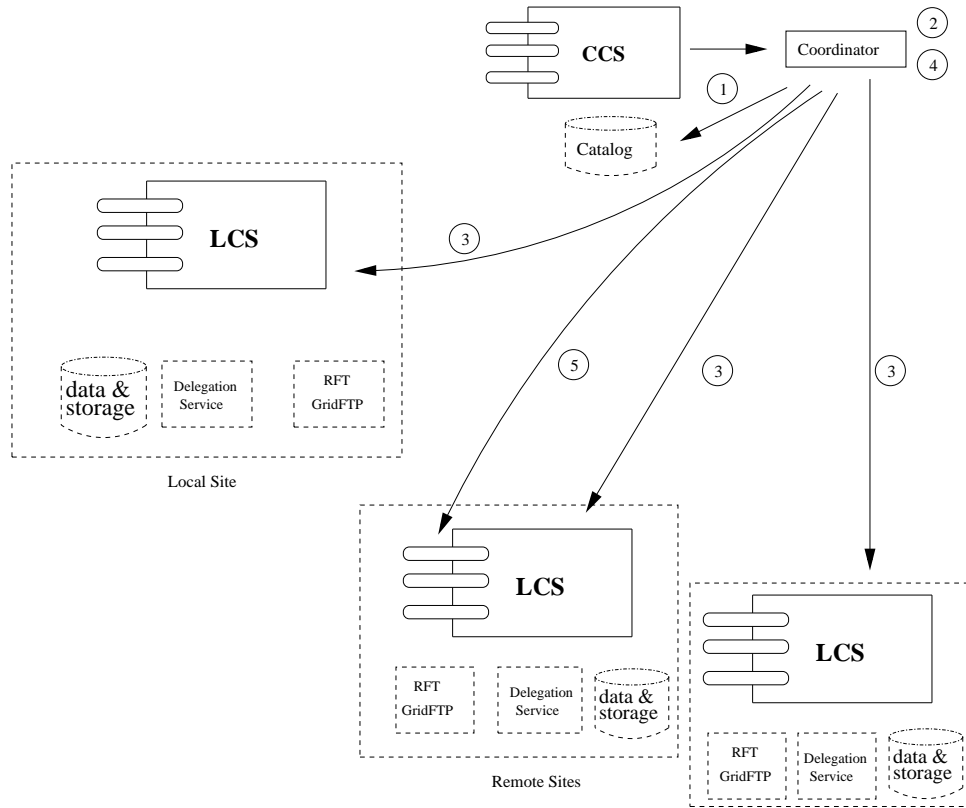 2
CCS
Coordinator
4
1
Catalog
LCS
3
data &
storage
Delegation
Service
RFT
GridFTP
5
3
3
Local Site
LCS
LCS
RFT
GridFTP
Delegation
Service
data &
storage
RFT
GridFTP
Delegation
Service
data &
storage
Remote Sites